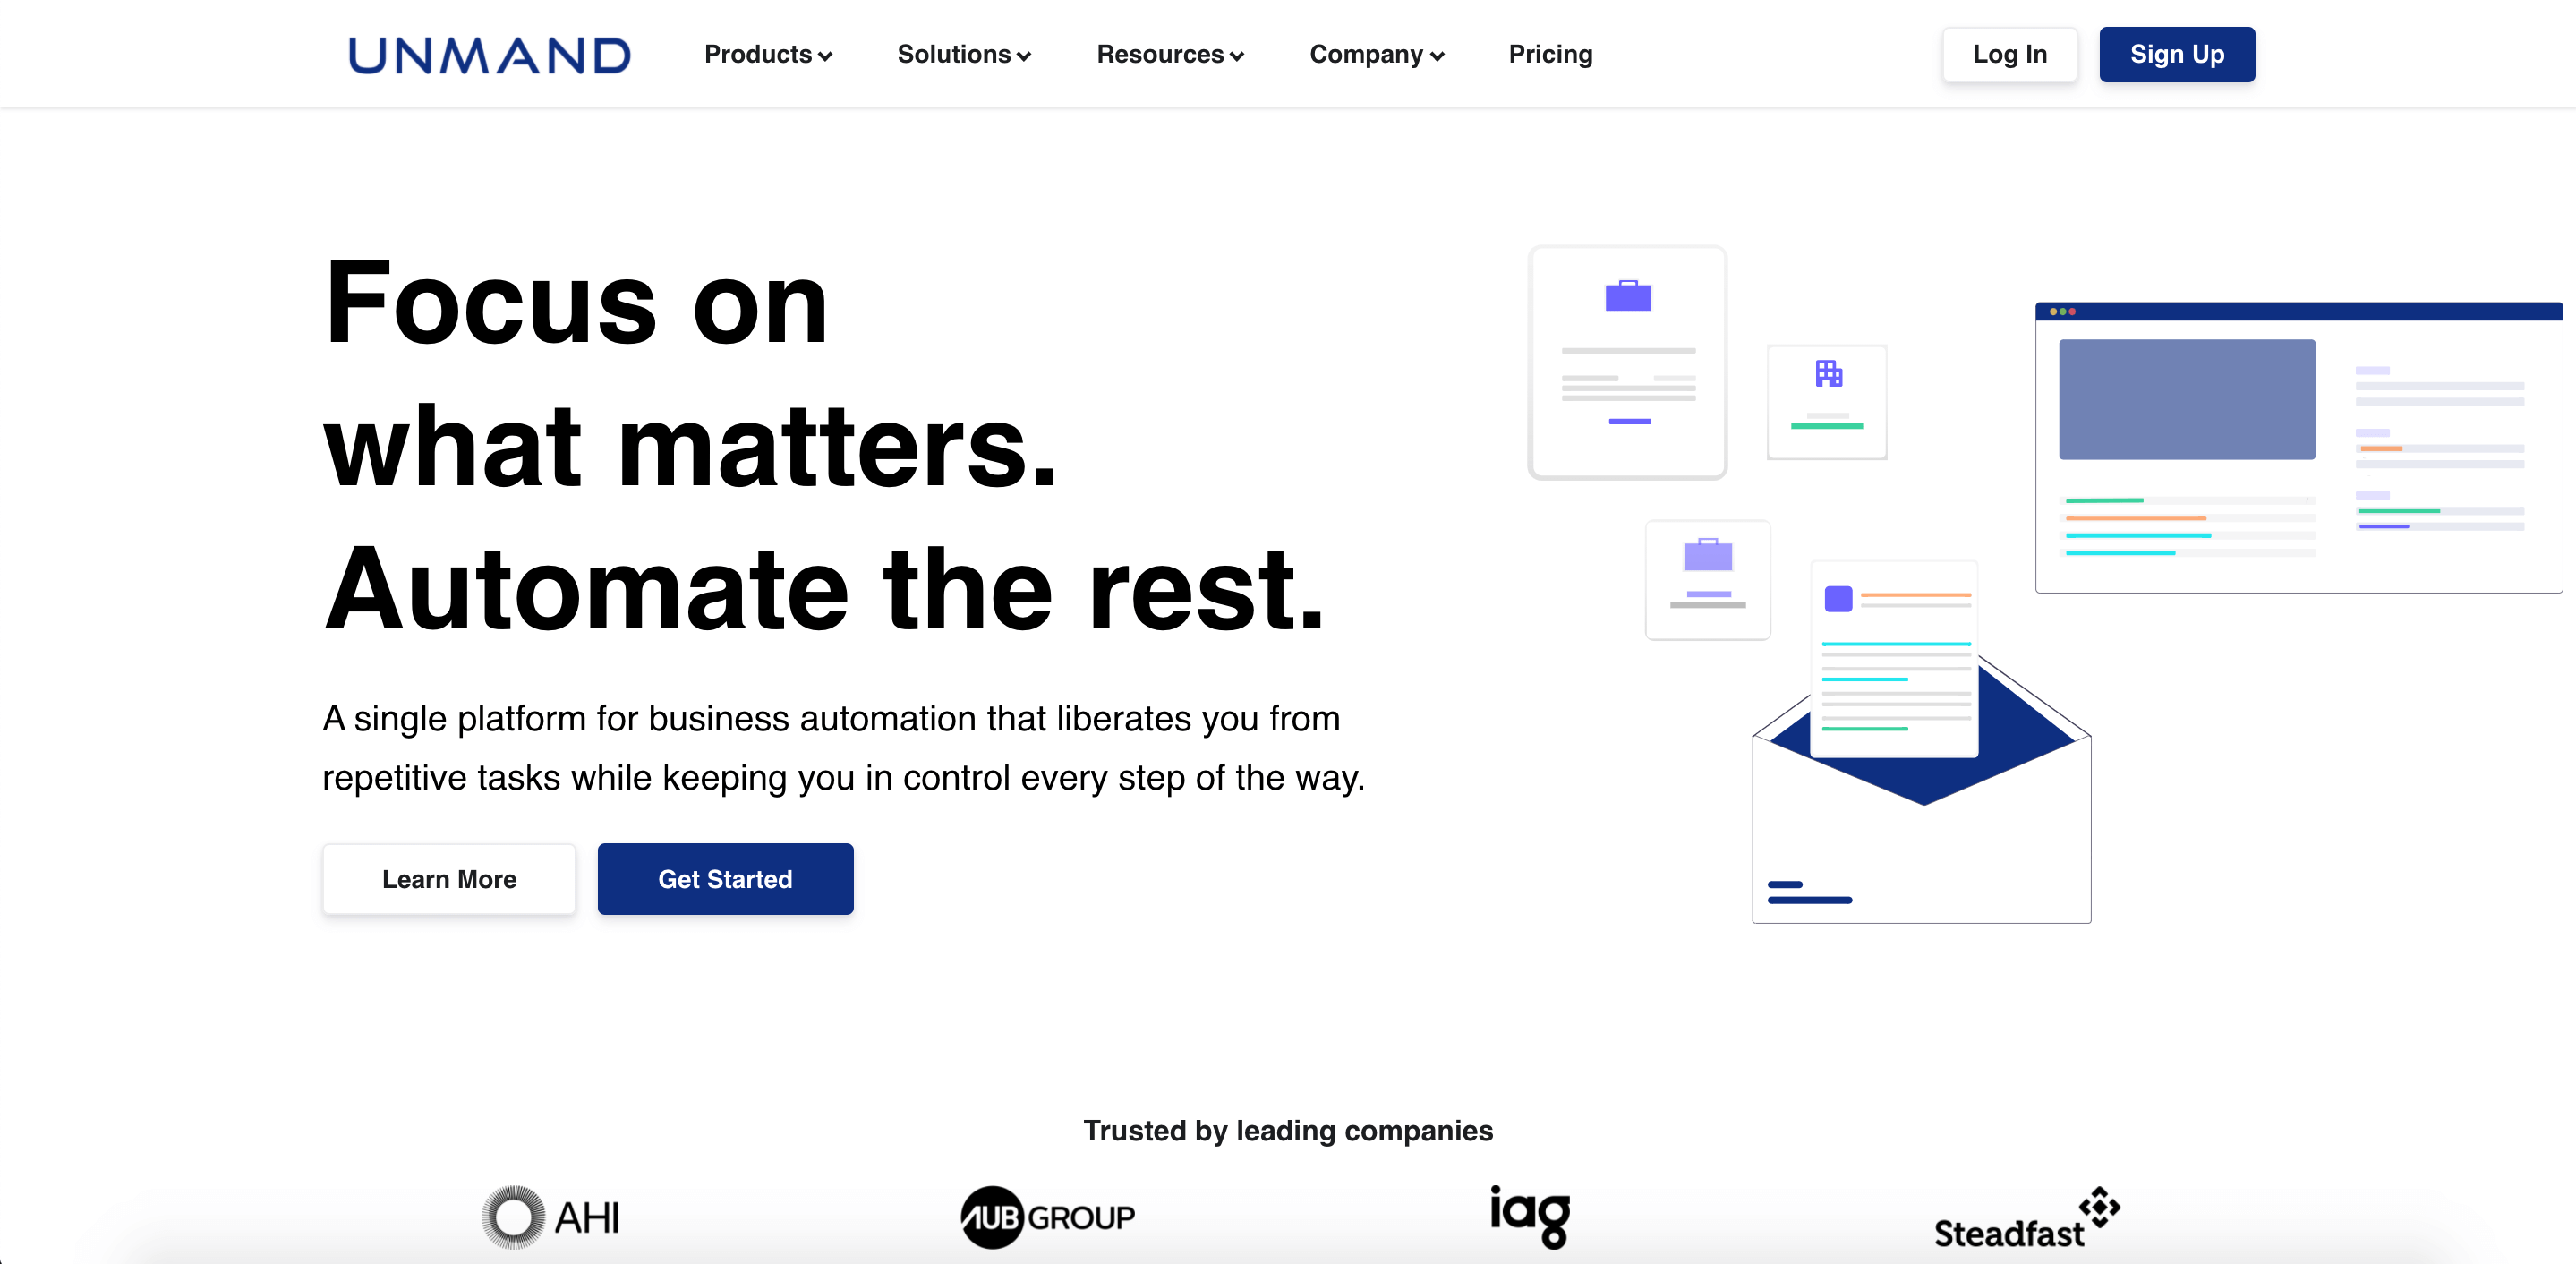 UNMAND
Products
Solutions
Resources
Company
Pricing
Log In
Sign Up
Focus on
what matters.
Automate the rest.
A single platform for business automation that liberates you from
repetitive tasks while keeping you in control every step of the way.
Learn More
Get Started
Trusted by leading companies
AHI
AUB GROUP
iag
Steadfast